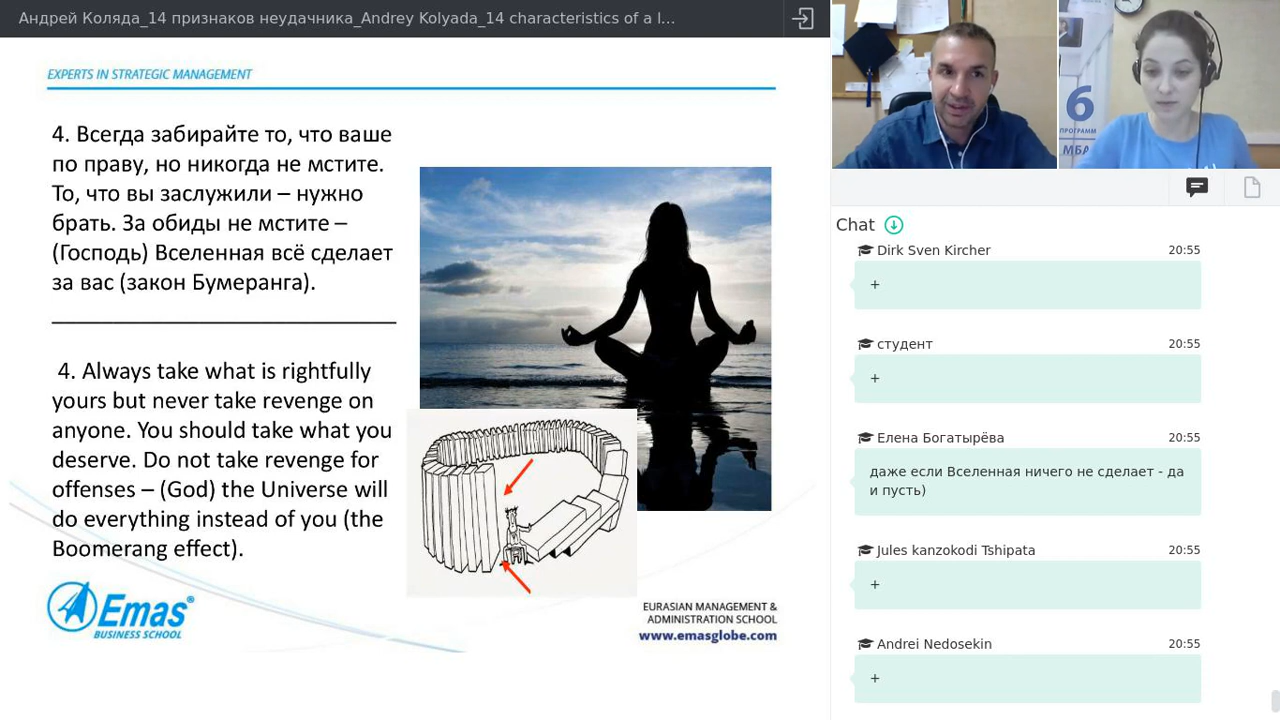 Андрей Коляда_14 признаков неудачника_Andrey Kolyada_14 characteristics of a l...
EXPERTS IN STRATEGIC MANAGEMENT
4. Всегда забирайте то, что ваше
по праву, но никогда не мстите.
То, что вы заслужили – нужно
брать. За обиды не мстите –
(Господь) Вселенная всё сделает
за вас (закон Бумеранга).
4. Always take what is rightfully
yours but never take revenge on
anyone. You should take what you
deserve. Do not take revenge for
offenses – (God) the Universe will
do everything instead of you (the
Boomerang effect).
Emas®
BUSINESS SCHOOL
EURASIAN MANAGEMENT &
ADMINISTRATION SCHOOL
www.emasglobe.com
6
ПРОГРАММ
МБА
Chat
Dirk Sven Kircher 20:55
+
студент 20:55
+
Елена Богатырёва 20:55
даже если Вселенная ничего не сделает - да
и пусть)
Jules kanzokodi Tshipata 20:55
+
Andrei Nedosekin 20:55
+